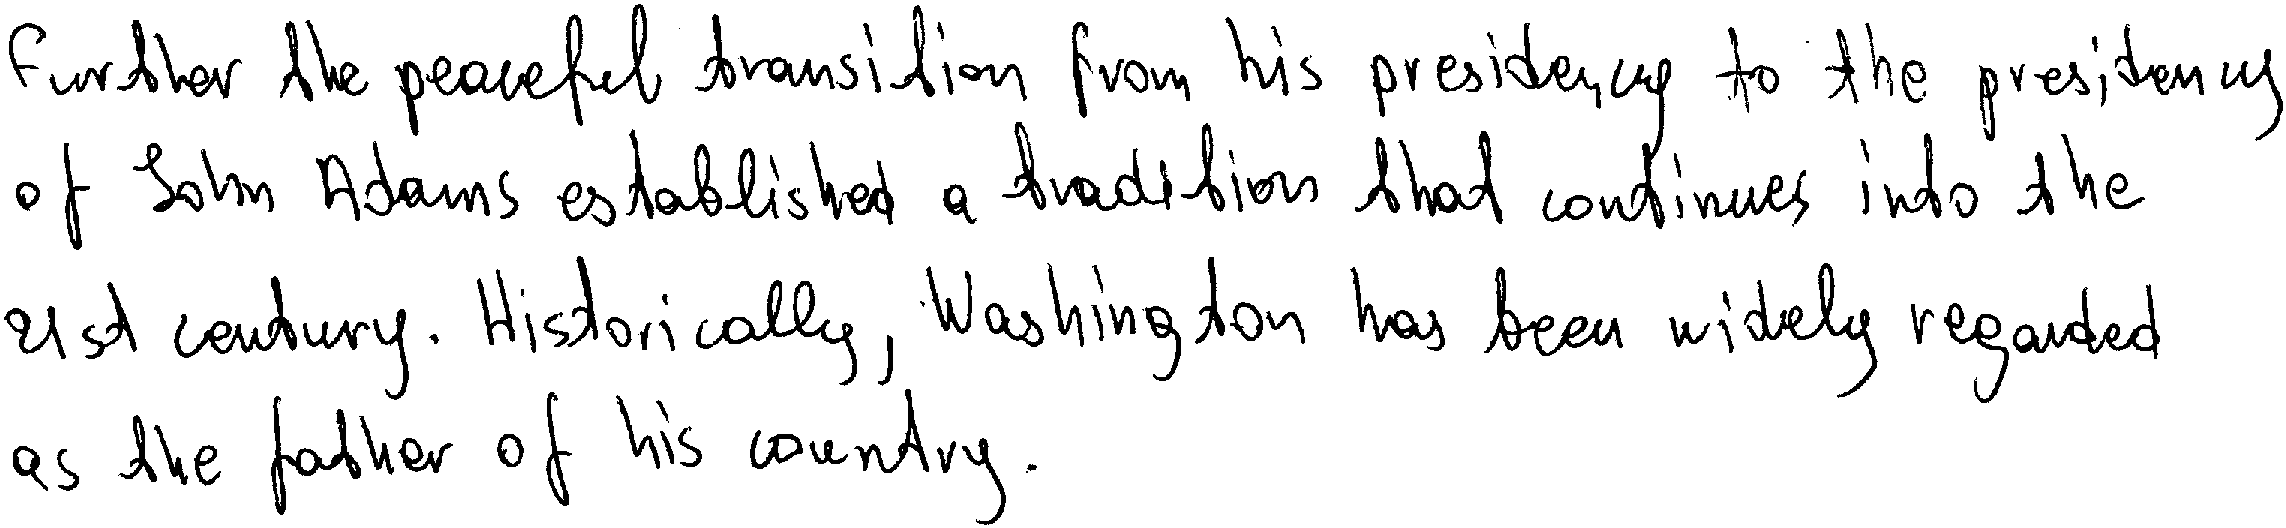 Further the peaceful transition from his presidency to the presidency
of John Adams established a tradition that continues into the
21st century. Historically, Washington has been widely regarded
as the father of his country.